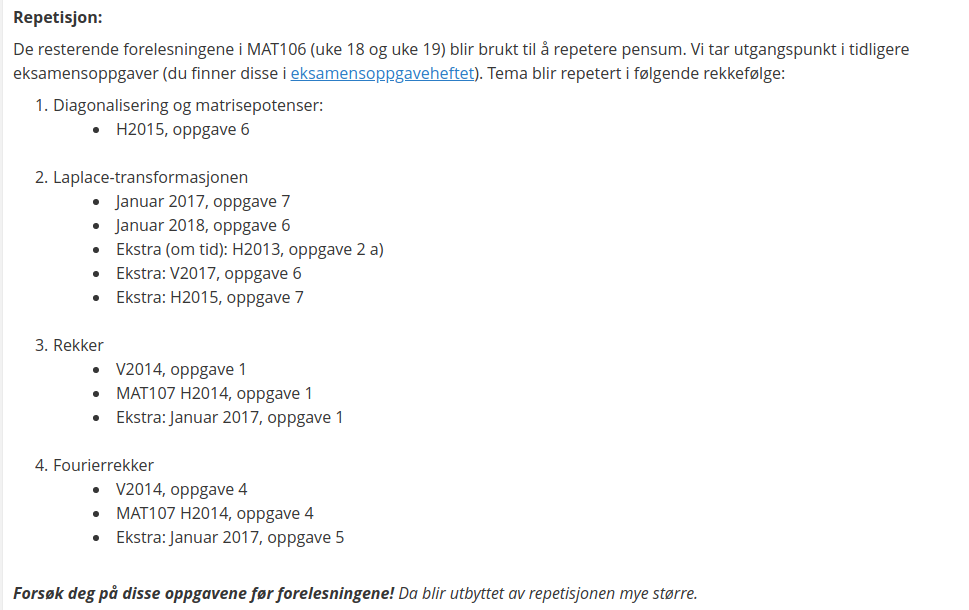 Repetisjon:
De resterende forelesningene i MAT106 (uke 18 og uke 19) blir brukt til å repetere pensum. Vi tar utgangspunkt i tidligere
eksamensoppgaver (du finner disse i eksamensoppgaveheftet). Tema blir repetert i følgende rekkefølge:
1. Diagonalisering og matrisepotenser:
• H2015, oppgave 6
2. Laplace-transformasjonen
• Januar 2017, oppgave 7
• Januar 2018, oppgave 6
• Ekstra (om tid): H2013, oppgave 2 a)
• Ekstra: V2017, oppgave 6
• Ekstra: H2015, oppgave 7
3. Rekker
• V2014, oppgave 1
• MAT107 H2014, oppgave 1
• Ekstra: Januar 2017, oppgave 1
4. Fourierrekker
• V2014, oppgave 4
• MAT107 H2014, oppgave 4
• Ekstra: Januar 2017, oppgave 5
Forsøk deg på disse oppgavene før forelesningene! Da blir utbyttet av repetisjonen mye større.